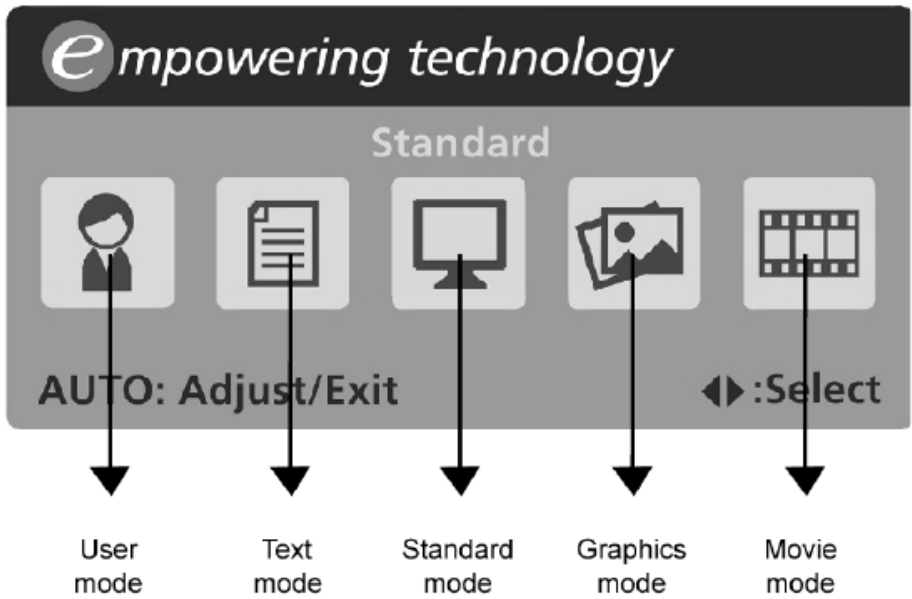 empowering technology
Standard
AUTO: Adjust/Exit ◀▶:Select
User mode
Text mode
Standard mode
Graphics mode
Movie mode